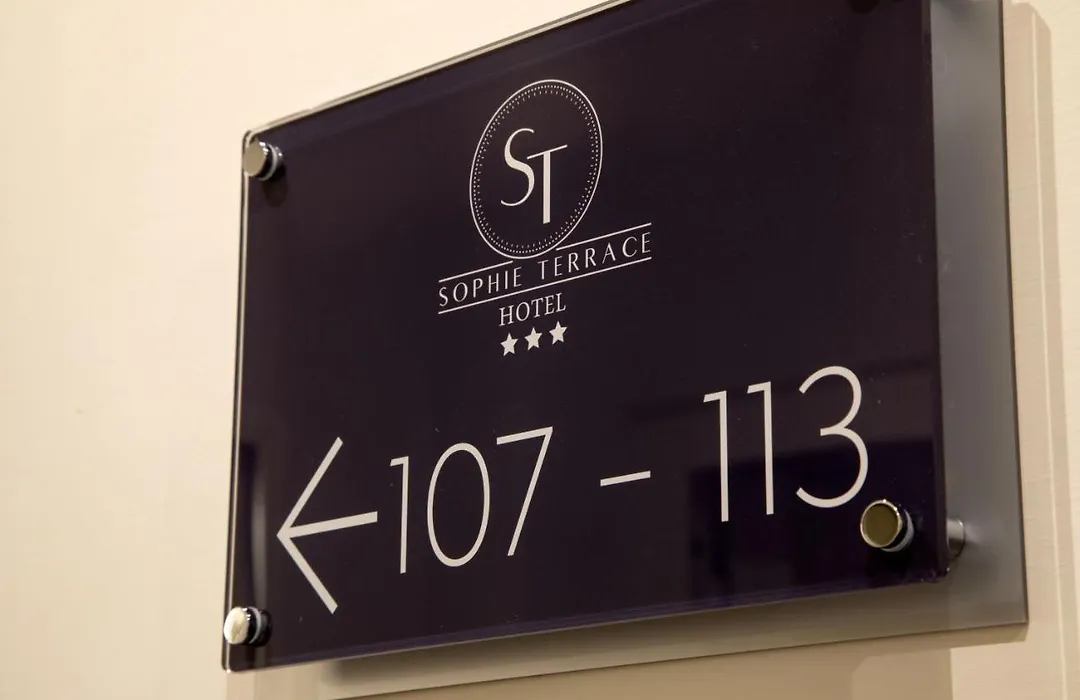 ST
SOPHIE TERRACE
HOTEL
107 - 113